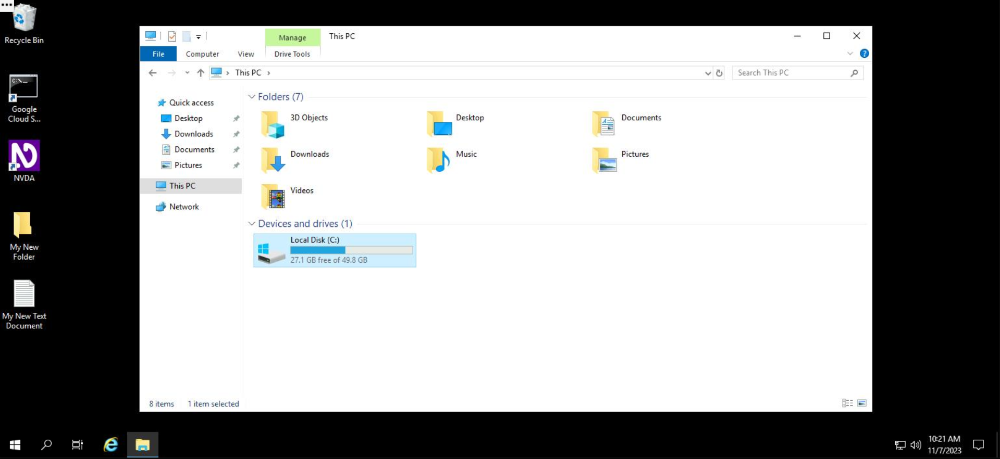 Recycle Bin
Google
Cloud S...
NVDA
My New
Folder
My New Text
Document
Manage
This PC
File
Computer
View
Drive Tools
This PC
Search This PC
Quick access
Desktop
Downloads
Documents
Pictures
This PC
Network
Folders (7)
3D Objects
Desktop
Documents
Downloads
Music
Pictures
Videos
Devices and drives (1)
Local Disk (C:)
27.1 GB free of 49.8 GB
8 items
1 item selected
10:21 AM
11/7/2023